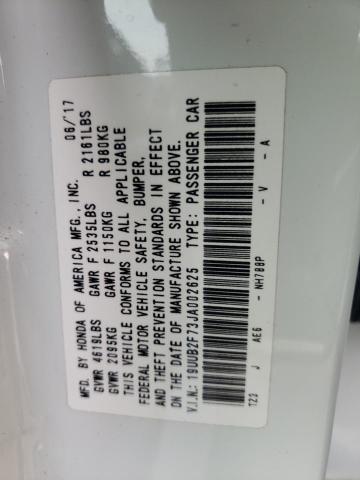 MFD. BY HONDA OF AMERICA MFG., INC. 06/'17
GVWR 4619LBS GAWR F 2535LBS R 2161LBS
GVWR 2095KG GAWR F 1150KG R 980KG
THIS VEHICLE CONFORMS TO ALL APPLICABLE
FEDERAL MOTOR VEHICLE SAFETY, BUMPER,
AND THEFT PREVENTION STANDARDS IN EFFECT
ON THE DATE OF MANUFACTURE SHOWN ABOVE.
V.I.N.: 19UUB2F73JA002625 TYPE: PASSENGER CAR
TZ3 J AE6 - NH788P - V - A